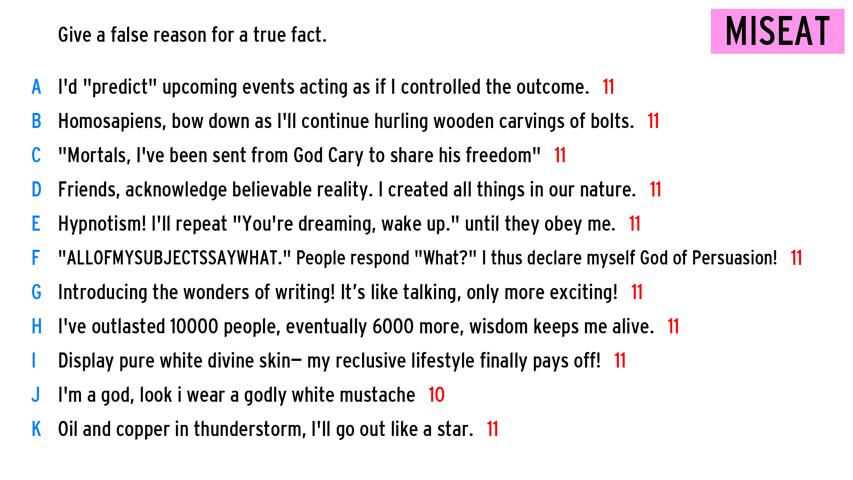 Give a false reason for a true fact.
MISEAT
A I'd "predict" upcoming events acting as if I controlled the outcome. 11
B Homosapiens, bow down as I'll continue hurling wooden carvings of bolts. 11
C "Mortals, I've been sent from God Cary to share his freedom" 11
D Friends, acknowledge believable reality. I created all things in our nature. 11
E Hypnotism! I'll repeat "You're dreaming, wake up." until they obey me. 11
F "ALLOFMYSUBJECTSSAYWHAT." People respond "What?" I thus declare myself God of Persuasion! 11
G Introducing the wonders of writing! It’s like talking, only more exciting! 11
H I've outlasted 10000 people, eventually 6000 more, wisdom keeps me alive. 11
I Display pure white divine skin— my reclusive lifestyle finally pays off! 11
J I'm a god, look i wear a godly white mustache 10
K Oil and copper in thunderstorm, I'll go out like a star. 11